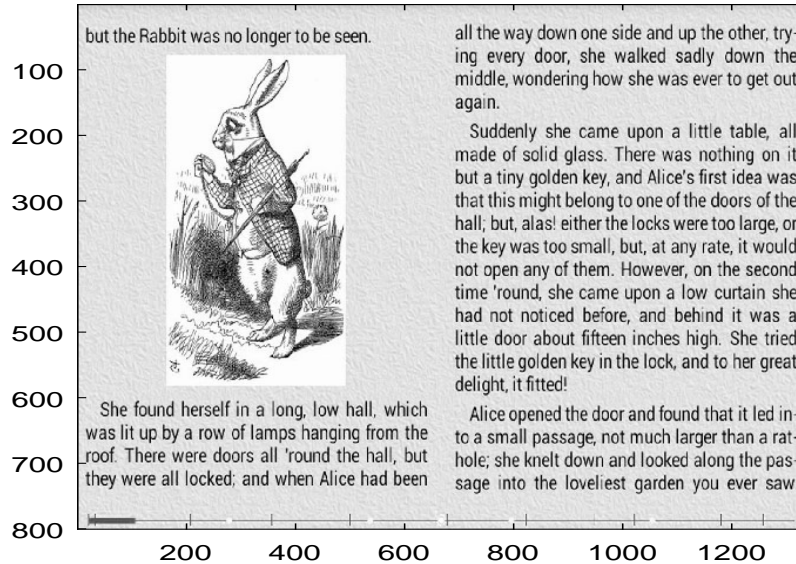 but the Rabbit was no longer to be seen.
She found herself in a long, low hall, which
was lit up by a row of lamps hanging from the
roof. There were doors all 'round the hall, but
they were all locked; and when Alice had been
all the way down one side and up the other, try-
ing every door, she walked sadly down the
middle, wondering how she was ever to get out
again.
Suddenly she came upon a little table, all
made of solid glass. There was nothing on it
but a tiny golden key, and Alice's first idea was
that this might belong to one of the doors of the
hall; but, alas! either the locks were too large, or
the key was too small, but, at any rate, it would
not open any of them. However, on the second
time 'round, she came upon a low curtain she
had not noticed before, and behind it was a
little door about fifteen inches high. She tried
the little golden key in the lock, and to her great
delight, it fitted!
Alice opened the door and found that it led in-
to a small passage, not much larger than a rat-
hole; she knelt down and looked along the pas-
sage into the loveliest garden you ever saw
100
200
300
400
500
600
700
800
200 400 600 800 1000 1200